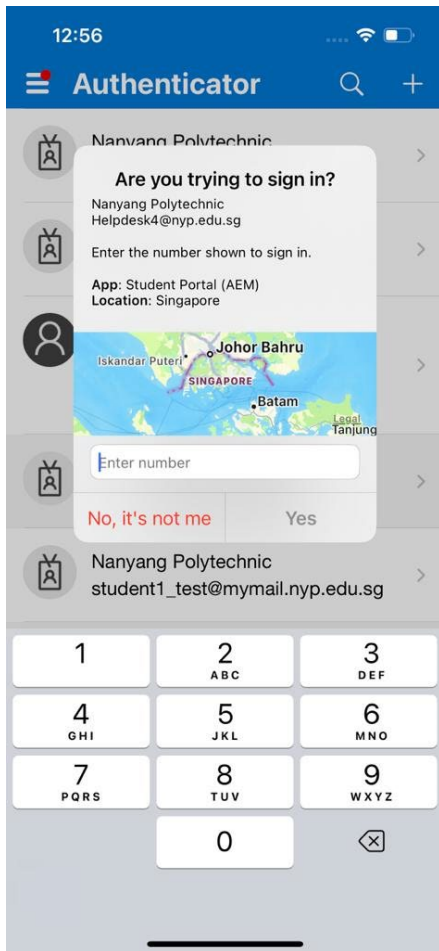 12:56
Authenticator
Nanyang Polytechnic
Are you trying to sign in?
Nanyang Polytechnic
Helpdesk4@nyp.edu.sg
Enter the number shown to sign in.
App: Student Portal (AEM)
Location: Singapore
Johor Bahru
Iskandar Puteri
SINGAPORE
Batam
Legal
Tanjung
Enter number
No, it's not me
Yes
Nanyang Polytechnic
student1_test@mymail.nyp.edu.sg
1
2
ABC
3
DEF
4
GHI
5
JKL
6
MNO
7
PQRS
8
TUV
9
WXYZ
0